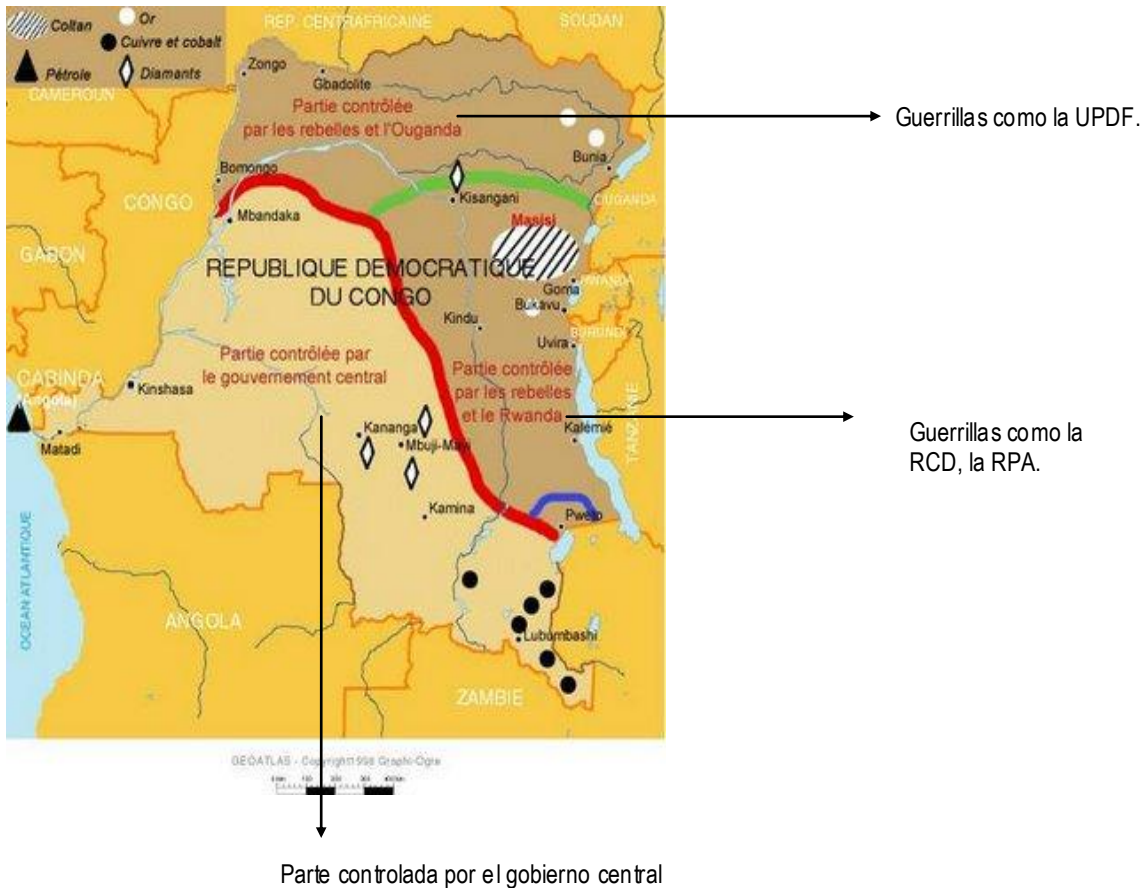 Coltan
Or
Cuivre et cobalt
Pétrole
Diamants
REP. CENTRAFRICAINE
SOUDAN
CAMEROUN
Zongo
Gbadolite
Partie contrôlée
par les rebelles et l'Ouganda
Guerrillas como la UPDF.
Bunia
Bomongo
CONGO
Kisangani
OUGANDA
Mbandaka
Masisi
GABON
REPUBLIQUE DEMOCRATIQUE
DU CONGO
Goma
RWANDA
Bukavu
Kindu
BURUNDI
Uvira
Partie contrôlée par
le gouvernement central
Partie contrôlée
par les rebelles
et le Rwanda
CABINDA
(Angola)
Kinshasa
Kananga
Mbuji-Mayi
Kalémié
TANZANIE
Matadi
Guerrillas como la
RCD, la RPA.
Kamina
Pweto
OCEAN ATLANTIQUE
ANGOLA
Lubumbashi
ZAMBIE
GEOATLAS - Copyright1998 Graphi-Ogre
Parte controlada por el gobierno central